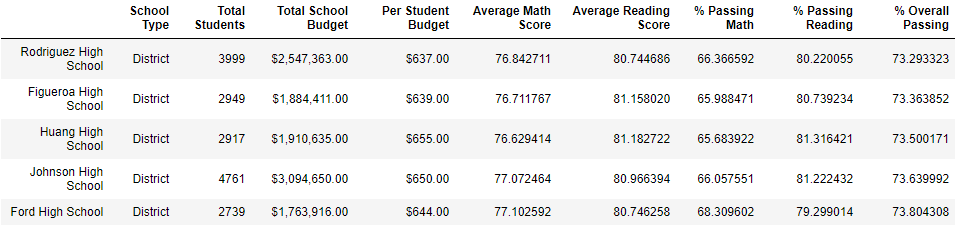 School Type Total Students Total School Budget Per Student Budget Average Math Score Average Reading Score % Passing Math % Passing Reading % Overall Passing
Rodriguez High School District 3999 $2,547,363.00 $637.00 76.842711 80.744686 66.366592 80.220055 73.293323
Figueroa High School District 2949 $1,884,411.00 $639.00 76.711767 81.158020 65.988471 80.739234 73.363852
Huang High School District 2917 $1,910,635.00 $655.00 76.629414 81.182722 65.683922 81.316421 73.500171
Johnson High School District 4761 $3,094,650.00 $650.00 77.072464 80.966394 66.057551 81.222432 73.639992
Ford High School District 2739 $1,763,916.00 $644.00 77.102592 80.746258 68.309602 79.299014 73.804308